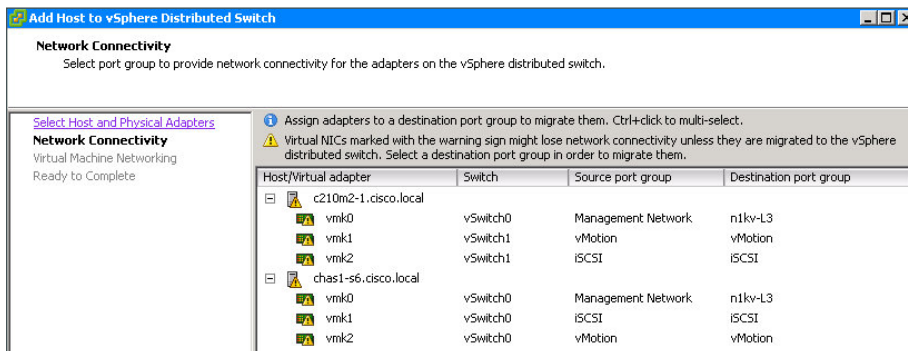 Add Host to vSphere Distributed Switch
Network Connectivity
Select port group to provide network connectivity for the adapters on the vSphere distributed switch.
Select Host and Physical Adapters
Network Connectivity
Virtual Machine Networking
Ready to Complete
Assign adapters to a destination port group to migrate them. Ctrl+click to multi-select.
Virtual NICs marked with the warning sign might lose network connectivity unless they are migrated to the vSphere
distributed switch. Select a destination port group in order to migrate them.
Host/Virtual adapter Switch Source port group Destination port group
c210m2-1.cisco.local
vmk0 vSwitch0 Management Network n1kv-L3
vmk1 vSwitch1 vMotion vMotion
vmk2 vSwitch1 iSCSI iSCSI
chas1-s6.cisco.local
vmk0 vSwitch0 Management Network n1kv-L3
vmk1 vSwitch0 iSCSI iSCSI
vmk2 vSwitch0 vMotion vMotion